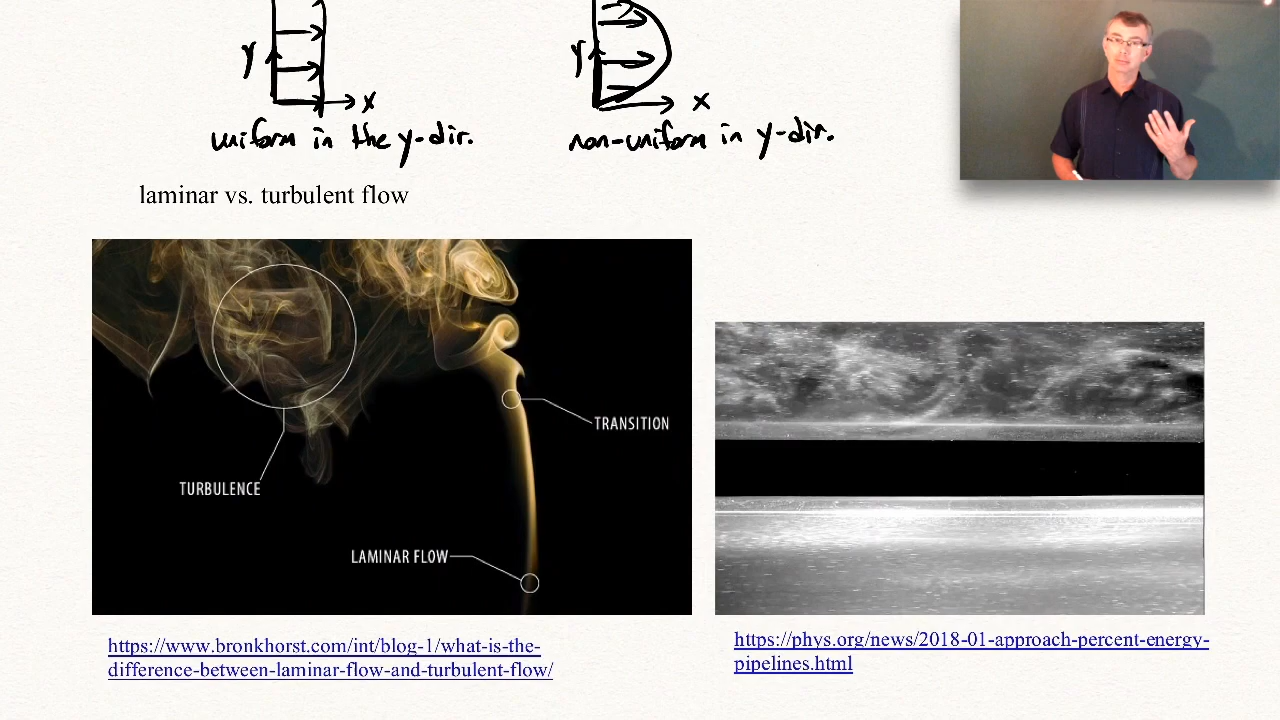 y
x
uniform in the y-dir.
y
x
non-uniform in y-dir.
laminar vs. turbulent flow
TRANSITION
TURBULENCE
LAMINAR FLOW
https://www.bronkhorst.com/int/blog-1/what-is-the-
difference-between-laminar-flow-and-turbulent-flow/
https://phys.org/news/2018-01-approach-percent-energy-
pipelines.html